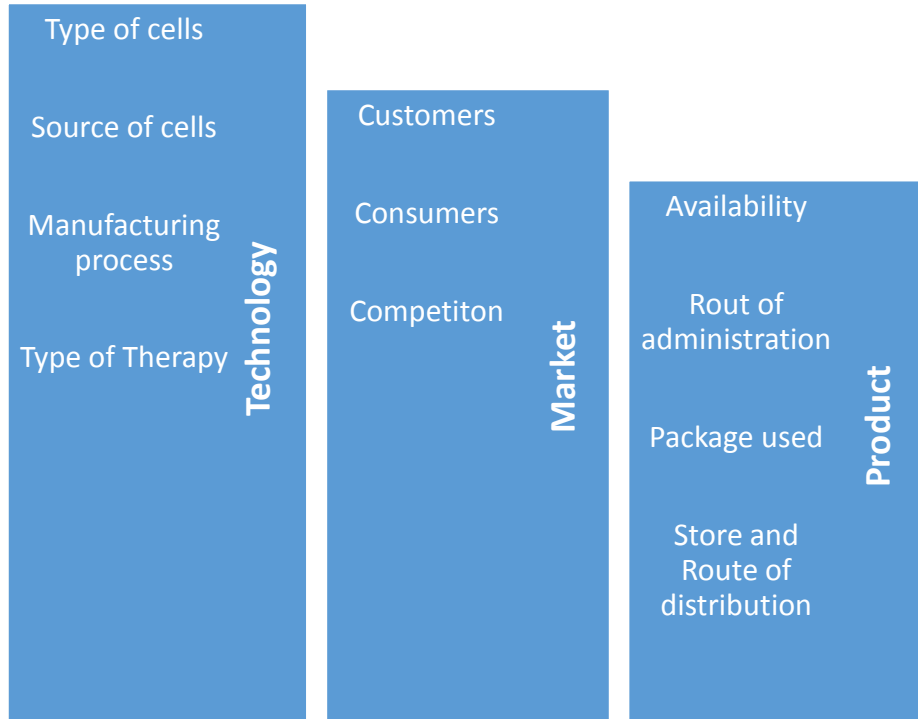 Type of cells
Source of cells
Manufacturing
process
Type of Therapy
Technology
Customers
Consumers
Competiton
Market
Availability
Rout of
administration
Package used
Store and
Route of
distribution
Product